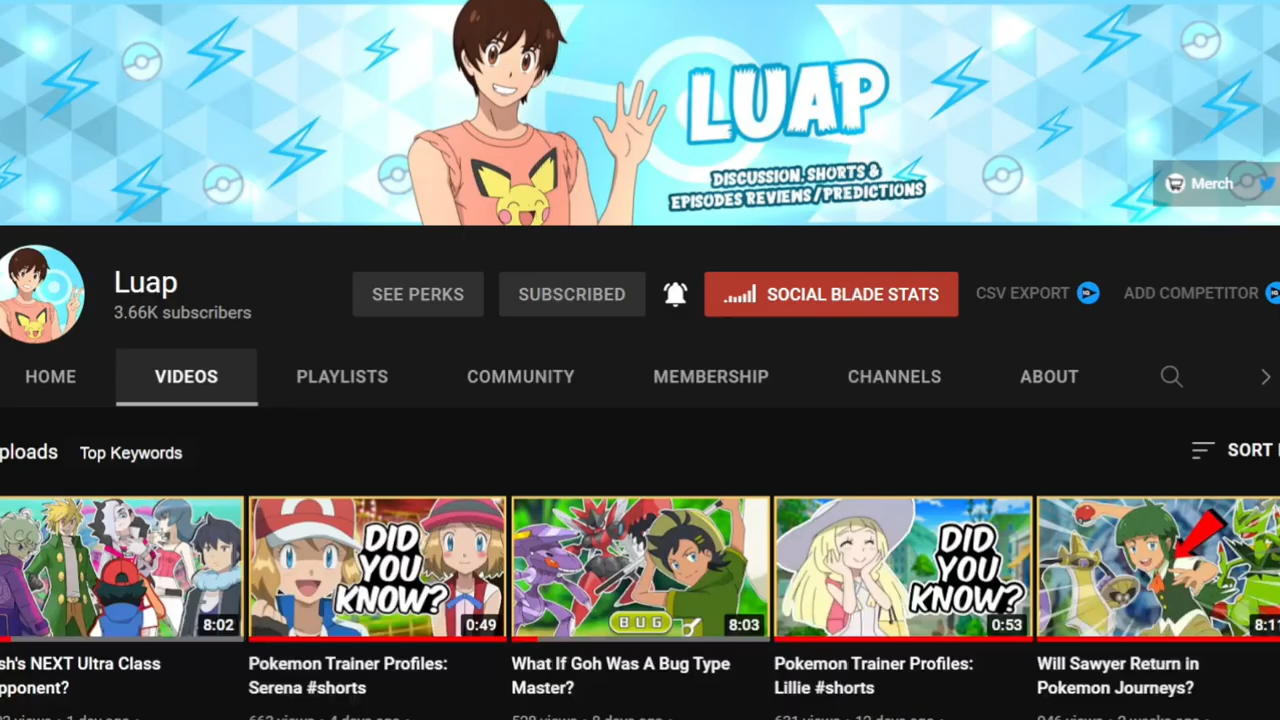 LUAP
DISCUSSION, SHORTS &
EPISODES REVIEWS/PREDICTIONS
Merch
Luap
3.66K subscribers
SEE PERKS
SUBSCRIBED
SOCIAL BLADE STATS
CSV EXPORT
ADD COMPETITOR
HOME
VIDEOS
PLAYLISTS
COMMUNITY
MEMBERSHIP
CHANNELS
ABOUT
ploads
Top Keywords
SORT
8:02
DID
YOU
KNOW?
0:49
BUG
8:03
DID
YOU
KNOW?
0:53
8:11
sh's NEXT Ultra Class
pponent?
Pokemon Trainer Profiles:
Serena #shorts
What If Goh Was A Bug Type
Master?
Pokemon Trainer Profiles:
Lillie #shorts
Will Sawyer Return in
Pokemon Journeys?